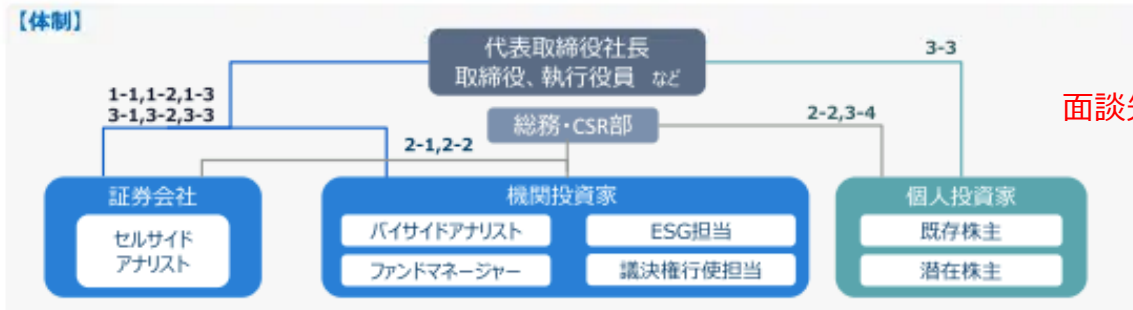 【体制】
代表取締役社長
取締役、執行役員 など
3-3
1-1,1-2,1-3
3-1,3-2,3-3
総務・CSR部
2-2,3-4
面談
2-1,2-2
証券会社
セルサイド
アナリスト
機関投資家
バイサイドアナリスト
ESG担当
ファンドマネージャー
議決権行使担当
個人投資家
既存株主
潜在株主